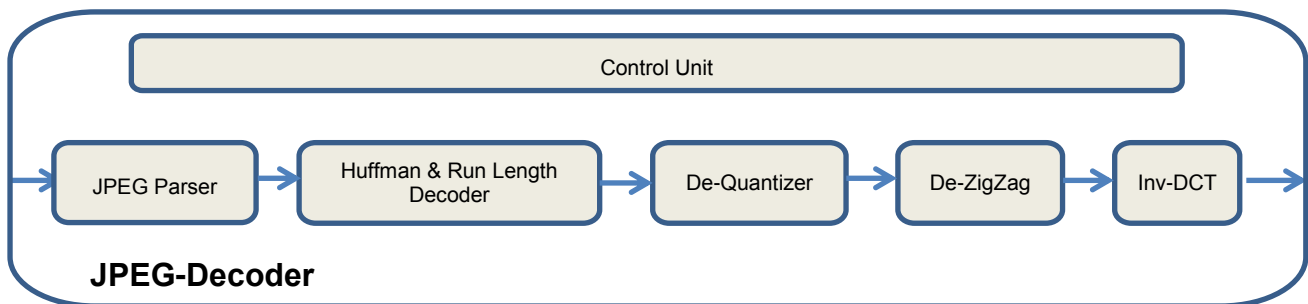 Control Unit
JPEG Parser
Huffman & Run Length
Decoder
De-Quantizer
De-ZigZag
Inv-DCT
JPEG-Decoder